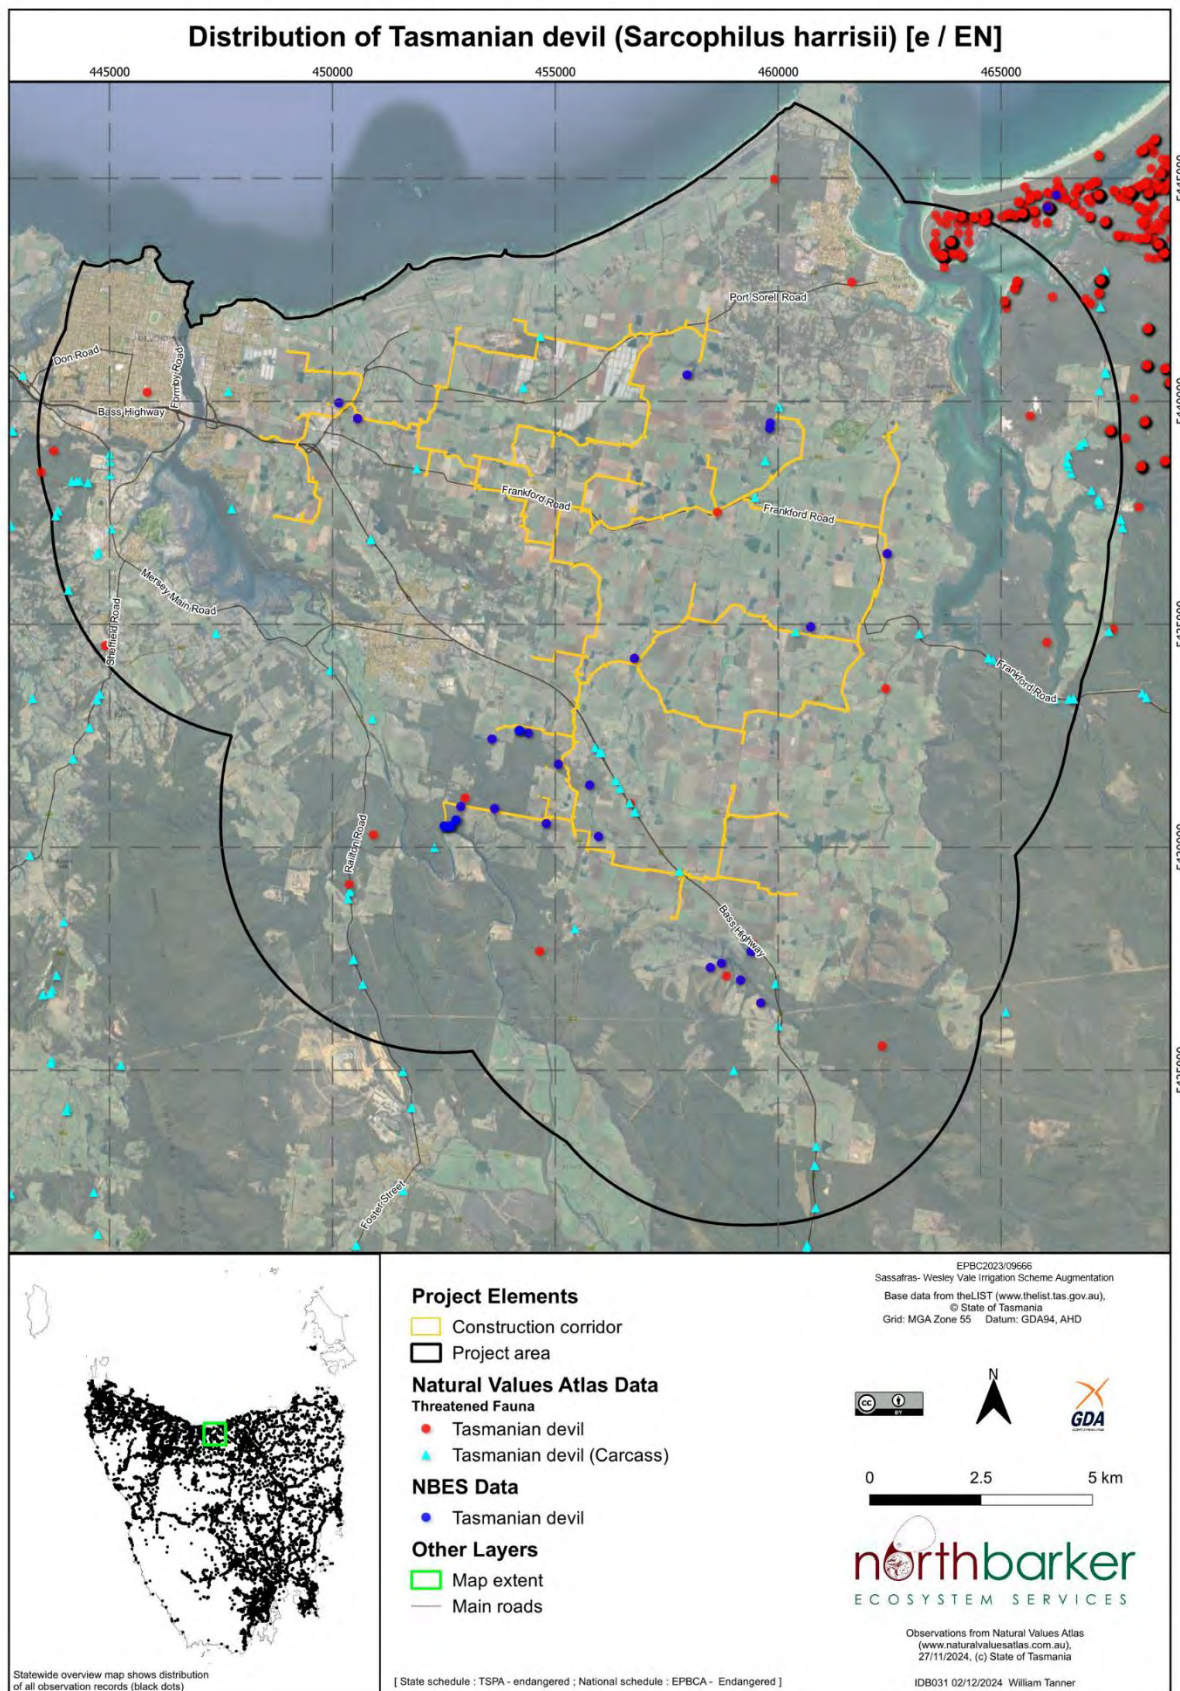 Distribution of Tasmanian devil (Sarcophilus harrisii) [e / EN]
445000
450000
455000
460000
465000
5445000
Port Sorell Road
Don Road
Formby Road
Bass Highway
5440000
Frankford Road
Frankford Road
Mersey Main Road
Sheffield Road
5435000
Frankford Road
Railton Road
5430000
Bass Highway
5425000
Foster Street
Statewide overview map shows distribution
of all observation records (black dots)
Project Elements
Construction corridor
Project area
Natural Values Atlas Data
Threatened Fauna
Tasmanian devil
Tasmanian devil (Carcass)
NBES Data
Tasmanian devil
Other Layers
Map extent
Main roads
[ State schedule : TSPA - endangered ; National schedule : EPBCA - Endangered ]
EPBC2023/09666
Sassafras- Wesley Vale Irrigation Scheme Augmentation
Base data from theLIST (www.thelist.tas.gov.au),
© State of Tasmania
Grid: MGA Zone 55 Datum: GDA94, AHD
cc
BY
N
GDA
0 2.5 5 km
northbarker
ECOSYSTEM SERVICES
Observations from Natural Values Atlas
(www.naturalvaluesatlas.com.au),
27/11/2024, (c) State of Tasmania
IDB031 02/12/2024 William Tanner